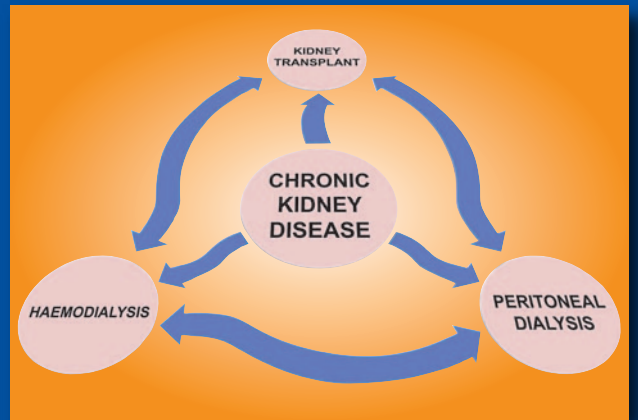 KIDNEY
TRANSPLANT
CHRONIC
KIDNEY
DISEASE
HAEMODIALYSIS
PERITONEAL
DIALYSIS